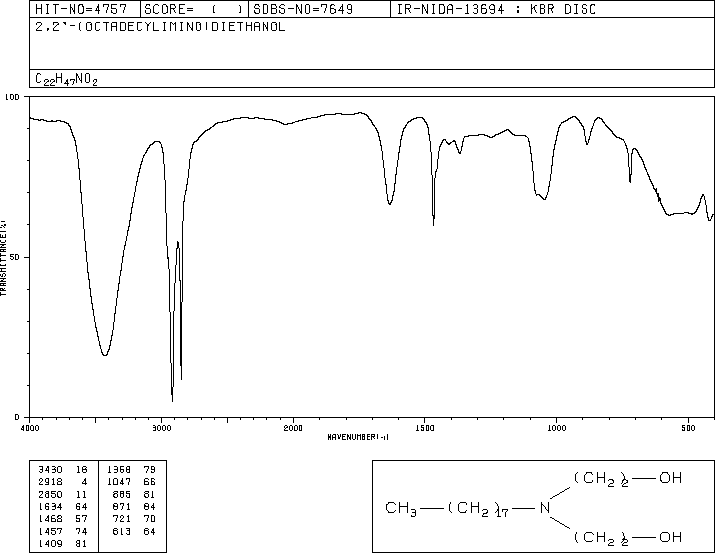 HIT-NO=4757 SCORE= ( ) SDBS-NO=7649 IR-NIDA-13694 : KBR DISC
2,2'-(OCTADECYLIMINO)DIETHANOL
C22H47NO2
100
50
0
TRANSMITTANCE(%)
4000 3000 2000 1500 1000 500
WAVENUMBER(-1)
3430 16 1368 79
2918 4 1047 66
2850 11 885 81
1634 64 871 84
1468 57 721 70
1457 74 613 64
1409 81
(CH2)2—OH
CH3—(CH2)17—N
(CH2)2—OH